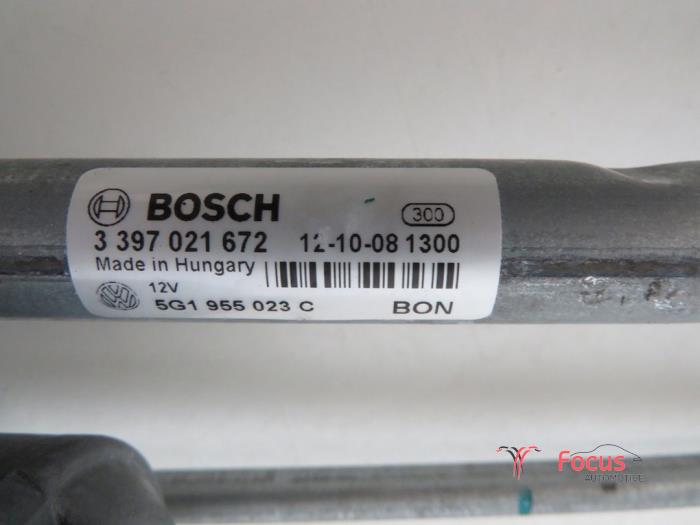 BOSCH 300
3 397 021 672 12-10-08 1300
Made in Hungary
12V
5G1 955 023 C BON
Focus
AUTOMOTIVE